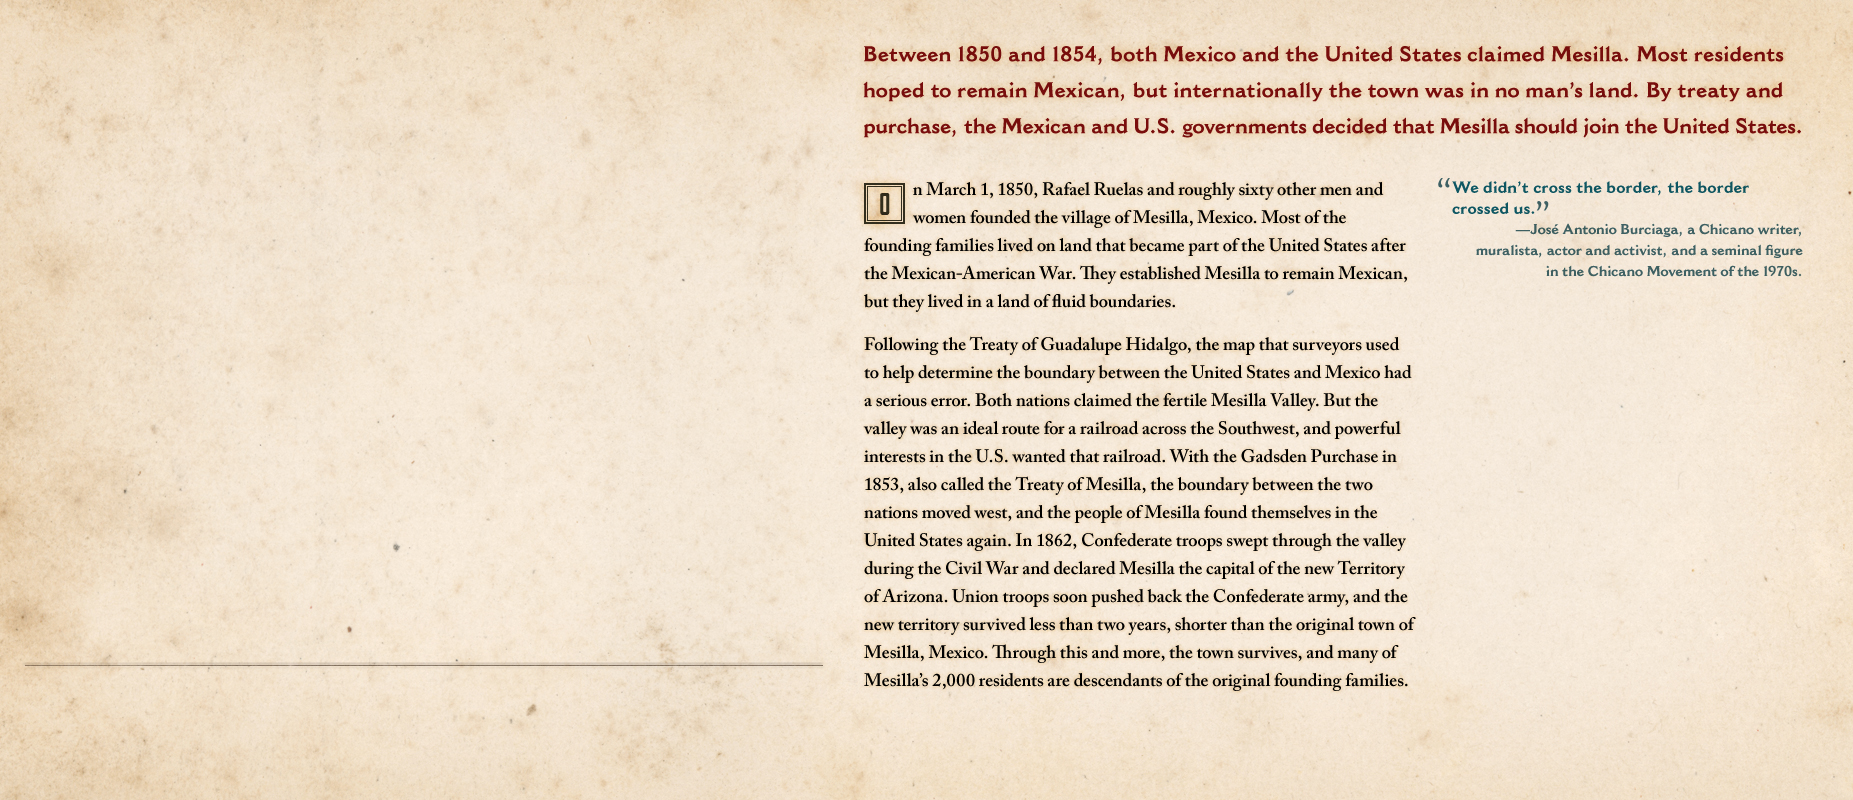 Between 1850 and 1854, both Mexico and the United States claimed Mesilla. Most residents
hoped to remain Mexican, but internationally the town was in no man’s land. By treaty and
purchase, the Mexican and U.S. governments decided that Mesilla should join the United States.
On March 1, 1850, Rafael Ruelas and roughly sixty other men and
women founded the village of Mesilla, Mexico. Most of the
founding families lived on land that became part of the United States after
the Mexican-American War. They established Mesilla to remain Mexican,
but they lived in a land of fluid boundaries.
Following the Treaty of Guadalupe Hidalgo, the map that surveyors used
to help determine the boundary between the United States and Mexico had
a serious error. Both nations claimed the fertile Mesilla Valley. But the
valley was an ideal route for a railroad across the Southwest, and powerful
interests in the U.S. wanted that railroad. With the Gadsden Purchase in
1853, also called the Treaty of Mesilla, the boundary between the two
nations moved west, and the people of Mesilla found themselves in the
United States again. In 1862, Confederate troops swept through the valley
during the Civil War and declared Mesilla the capital of the new Territory
of Arizona. Union troops soon pushed back the Confederate army, and the
new territory survived less than two years, shorter than the original town of
Mesilla, Mexico. Through this and more, the town survives, and many of
Mesilla’s 2,000 residents are descendants of the original founding families.
“We didn’t cross the border, the border
crossed us.”
—José Antonio Burciaga, a Chicano writer,
muralista, actor and activist, and a seminal figure
in the Chicano Movement of the 1970s.